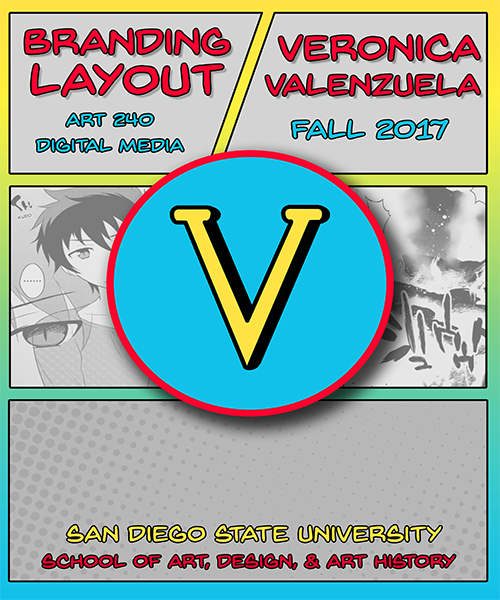 BRANDING
LAYOUT
ART 240
DIGITAL MEDIA
VERONICA
VALENZUELA
FALL 2017
KURO
......
V
SAN DIEGO STATE UNIVERSITY
SCHOOL OF ART, DESIGN, & ART HISTORY